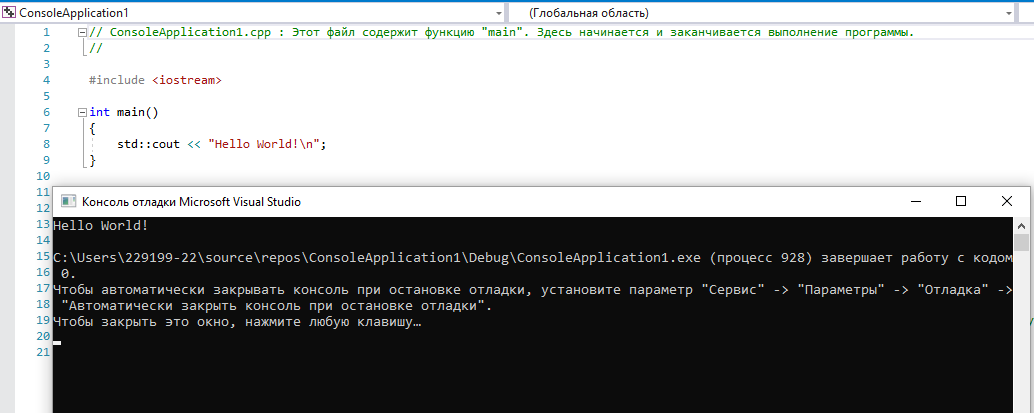 ConsoleApplication1 (Глобальная область)
1 // ConsoleApplication1.cpp : Этот файл содержит функцию "main". Здесь начинается и заканчивается выполнение программы.
2 //
3
4 #include <iostream>
5
6 int main()
7 {
8 std::cout << "Hello World!\n";
9 }
10
11
12
13
14
15
16
17
18
19
20
21
Консоль отладки Microsoft Visual Studio
Hello World!
C:\Users\229199-22\source\repos\ConsoleApplication1\Debug\ConsoleApplication1.exe (процесс 928) завершает работу с кодом
0.
Чтобы автоматически закрывать консоль при остановке отладки, установите параметр "Сервис" -> "Параметры" -> "Отладка" ->
"Автоматически закрыть консоль при остановке отладки".
Чтобы закрыть это окно, нажмите любую клавишу…